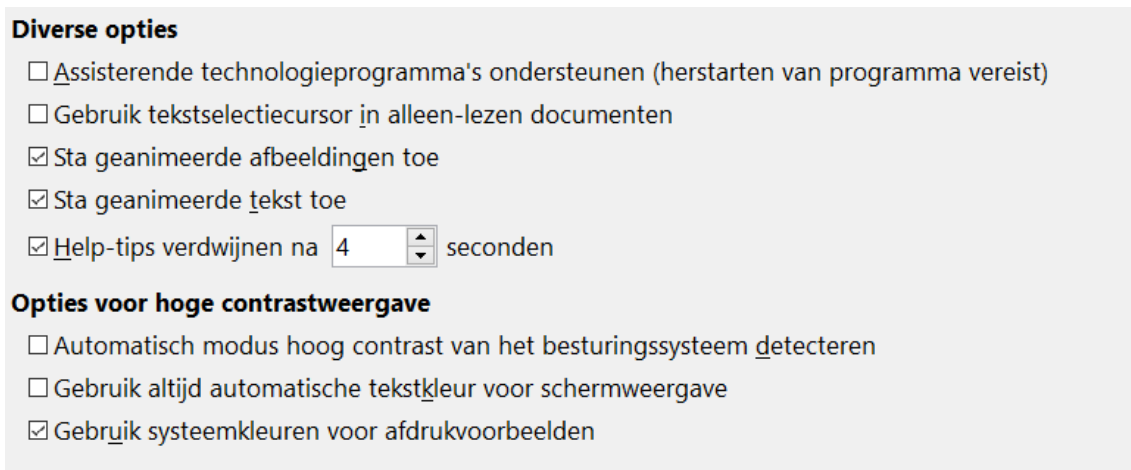 Diverse opties
Assisterende technologieprogramma's ondersteunen (herstarten van programma vereist)
Gebruik tekstselectiecursor in alleen-lezen documenten
Sta geanimeerde afbeeldingen toe
Sta geanimeerde tekst toe
Help-tips verdwijnen na 4 seconden
Opties voor hoge contrastweergave
Automatisch modus hoog contrast van het besturingssysteem detecteren
Gebruik altijd automatische tekstkleur voor schermweergave
Gebruik systeemkleuren voor afdrukvoorbeelden